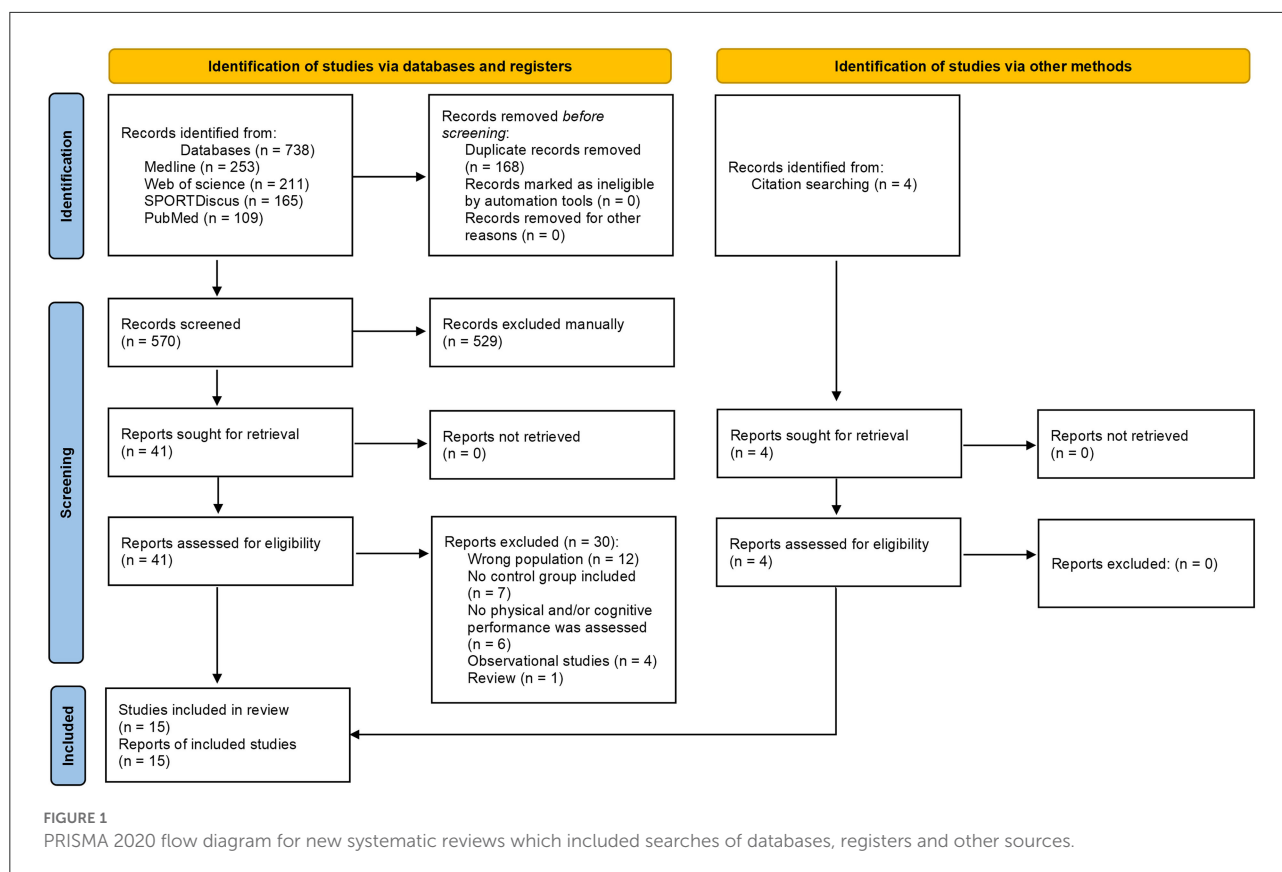 Identification of studies via databases and registers
Identification of studies via other methods
Identification
Records identified from:
Databases (n = 738)
Medline (n = 253)
Web of science (n = 211)
SPORTDiscus (n = 165)
PubMed (n = 109)
Records removed before
screening:
Duplicate records removed
(n = 168)
Records marked as ineligible
by automation tools (n = 0)
Records removed for other
reasons (n = 0)
Records identified from:
Citation searching (n = 4)
Screening
Records screened
(n = 570)
Records excluded manually
(n = 529)
Reports sought for retrieval
(n = 41)
Reports not retrieved
(n = 0)
Reports sought for retrieval
(n = 4)
Reports not retrieved
(n = 0)
Reports assessed for eligibility
(n = 41)
Reports excluded (n = 30):
Wrong population (n = 12)
No control group included
(n = 7)
No physical and/or cognitive
performance was assessed
(n = 6)
Observational studies (n = 4)
Review (n = 1)
Reports assessed for eligibility
(n = 4)
Reports excluded: (n = 0)
Included
Studies included in review
(n = 15)
Reports of included studies
(n = 15)
FIGURE 1
PRISMA 2020 flow diagram for new systematic reviews which included searches of databases, registers and other sources.